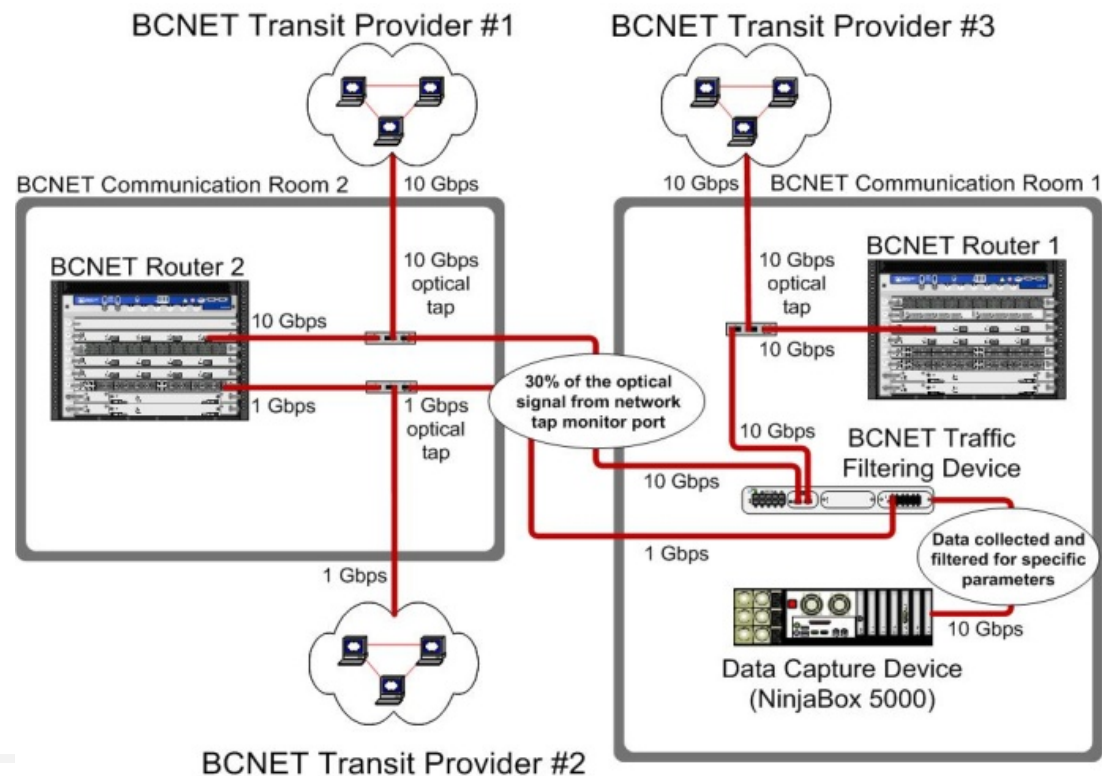 BCNET Transit Provider #1
BCNET Transit Provider #3
BCNET Communication Room 2
10 Gbps
10 Gbps
BCNET Communication Room 1
BCNET Router 2
10 Gbps
optical
tap
10 Gbps
optical
tap
BCNET Router 1
10 Gbps
10 Gbps
1 Gbps
1 Gbps
optical
tap
30% of the optical
signal from network
tap monitor port
10 Gbps
10 Gbps
BCNET Traffic
Filtering Device
1 Gbps
Data collected and
filtered for specific
parameters
1 Gbps
10 Gbps
Data Capture Device
(NinjaBox 5000)
BCNET Transit Provider #2